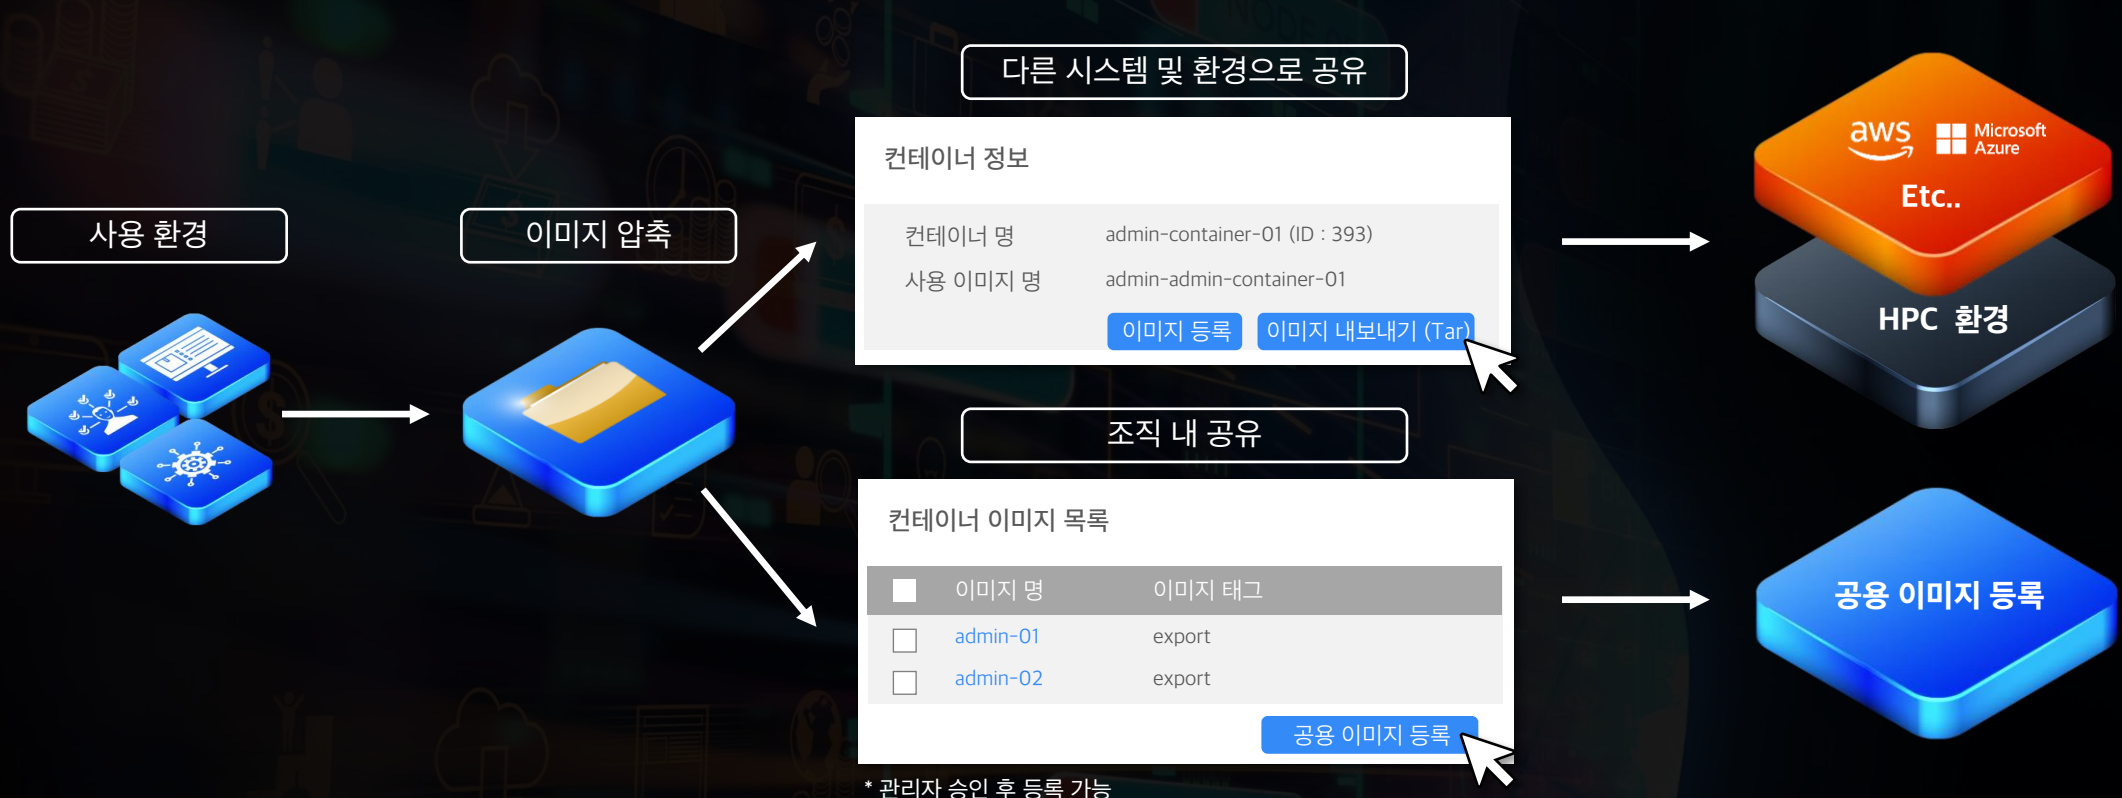 사용 환경
이미지 압축
다른 시스템 및 환경으로 공유
컨테이너 정보
컨테이너 명 admin-container-01 (ID : 393)
사용 이미지 명 admin-admin-container-01
이미지 등록 이미지 내보내기 (Tar)
aws Microsoft
Azure
Etc..
HPC 환경
조직 내 공유
컨테이너 이미지 목록
이미지 명 이미지 태그
admin-01 export
admin-02 export
공용 이미지 등록
* 관리자 승인 후 등록 가능
공용 이미지 등록